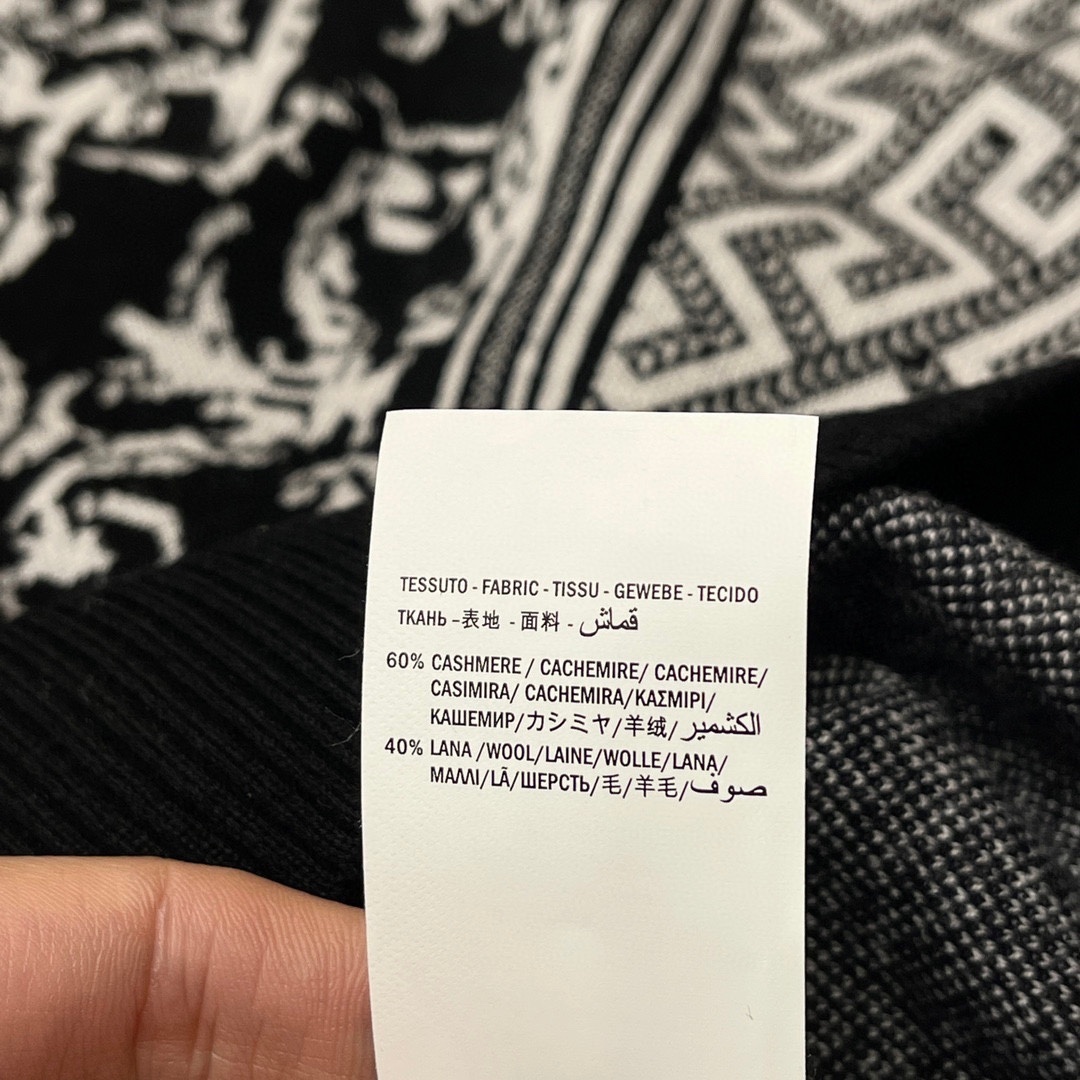 TESSUTO - FABRIC - TISSU - GEWEBE - TECIDO
ТКАНЬ -表地 - 面料 - قماش
60% CASHMERE / CACHEMIRE/ CACHEMIRE/
CASIMIRA/ CACHEMIRA/ΚΑΣΜΙΡΙ/
КАШЕМИР/カシミヤ/羊绒/الكشمير
40% LANA /WOOL/LAINE/WOLLE/LANA/
ΜΑΛΛΙ/LÃ/ШЕРСТЬ/毛/羊毛/صوف